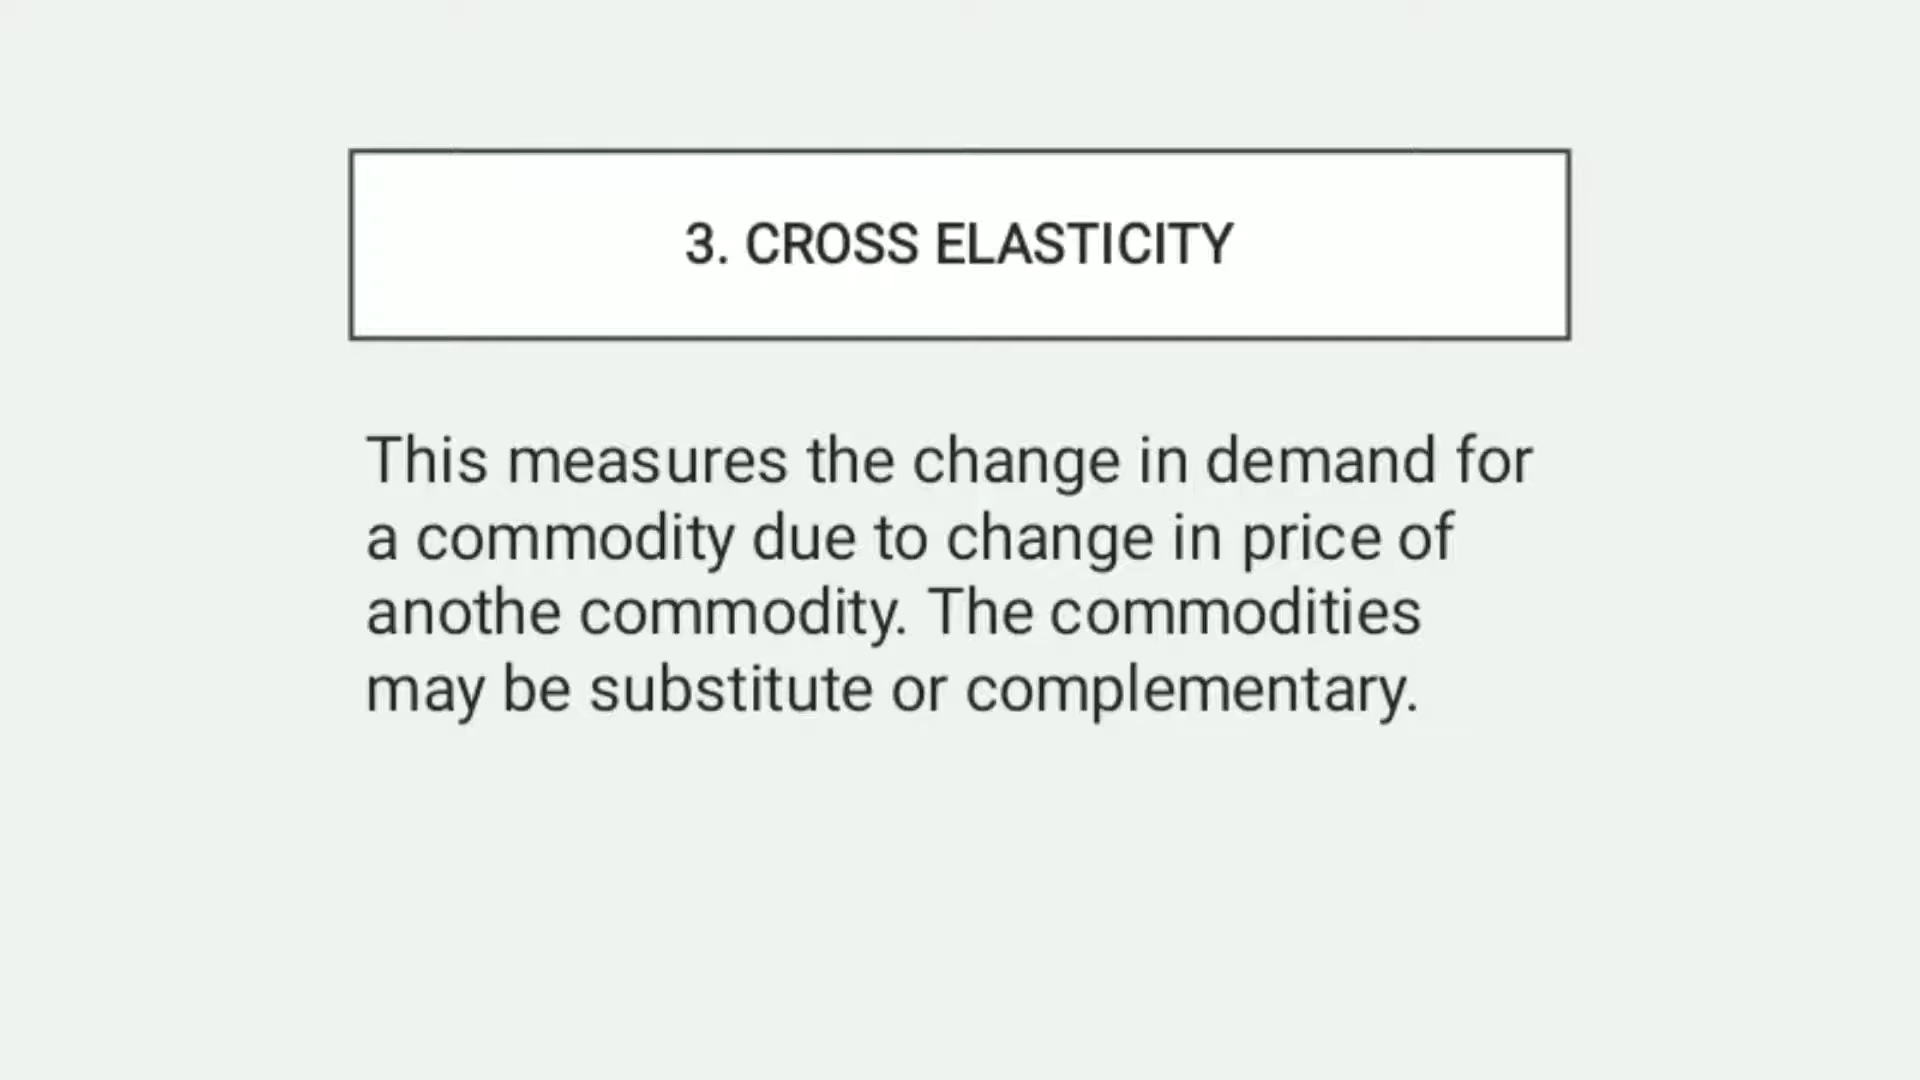 3. CROSS ELASTICITY
This measures the change in demand for
a commodity due to change in price of
anothe commodity. The commodities
may be substitute or complementary.